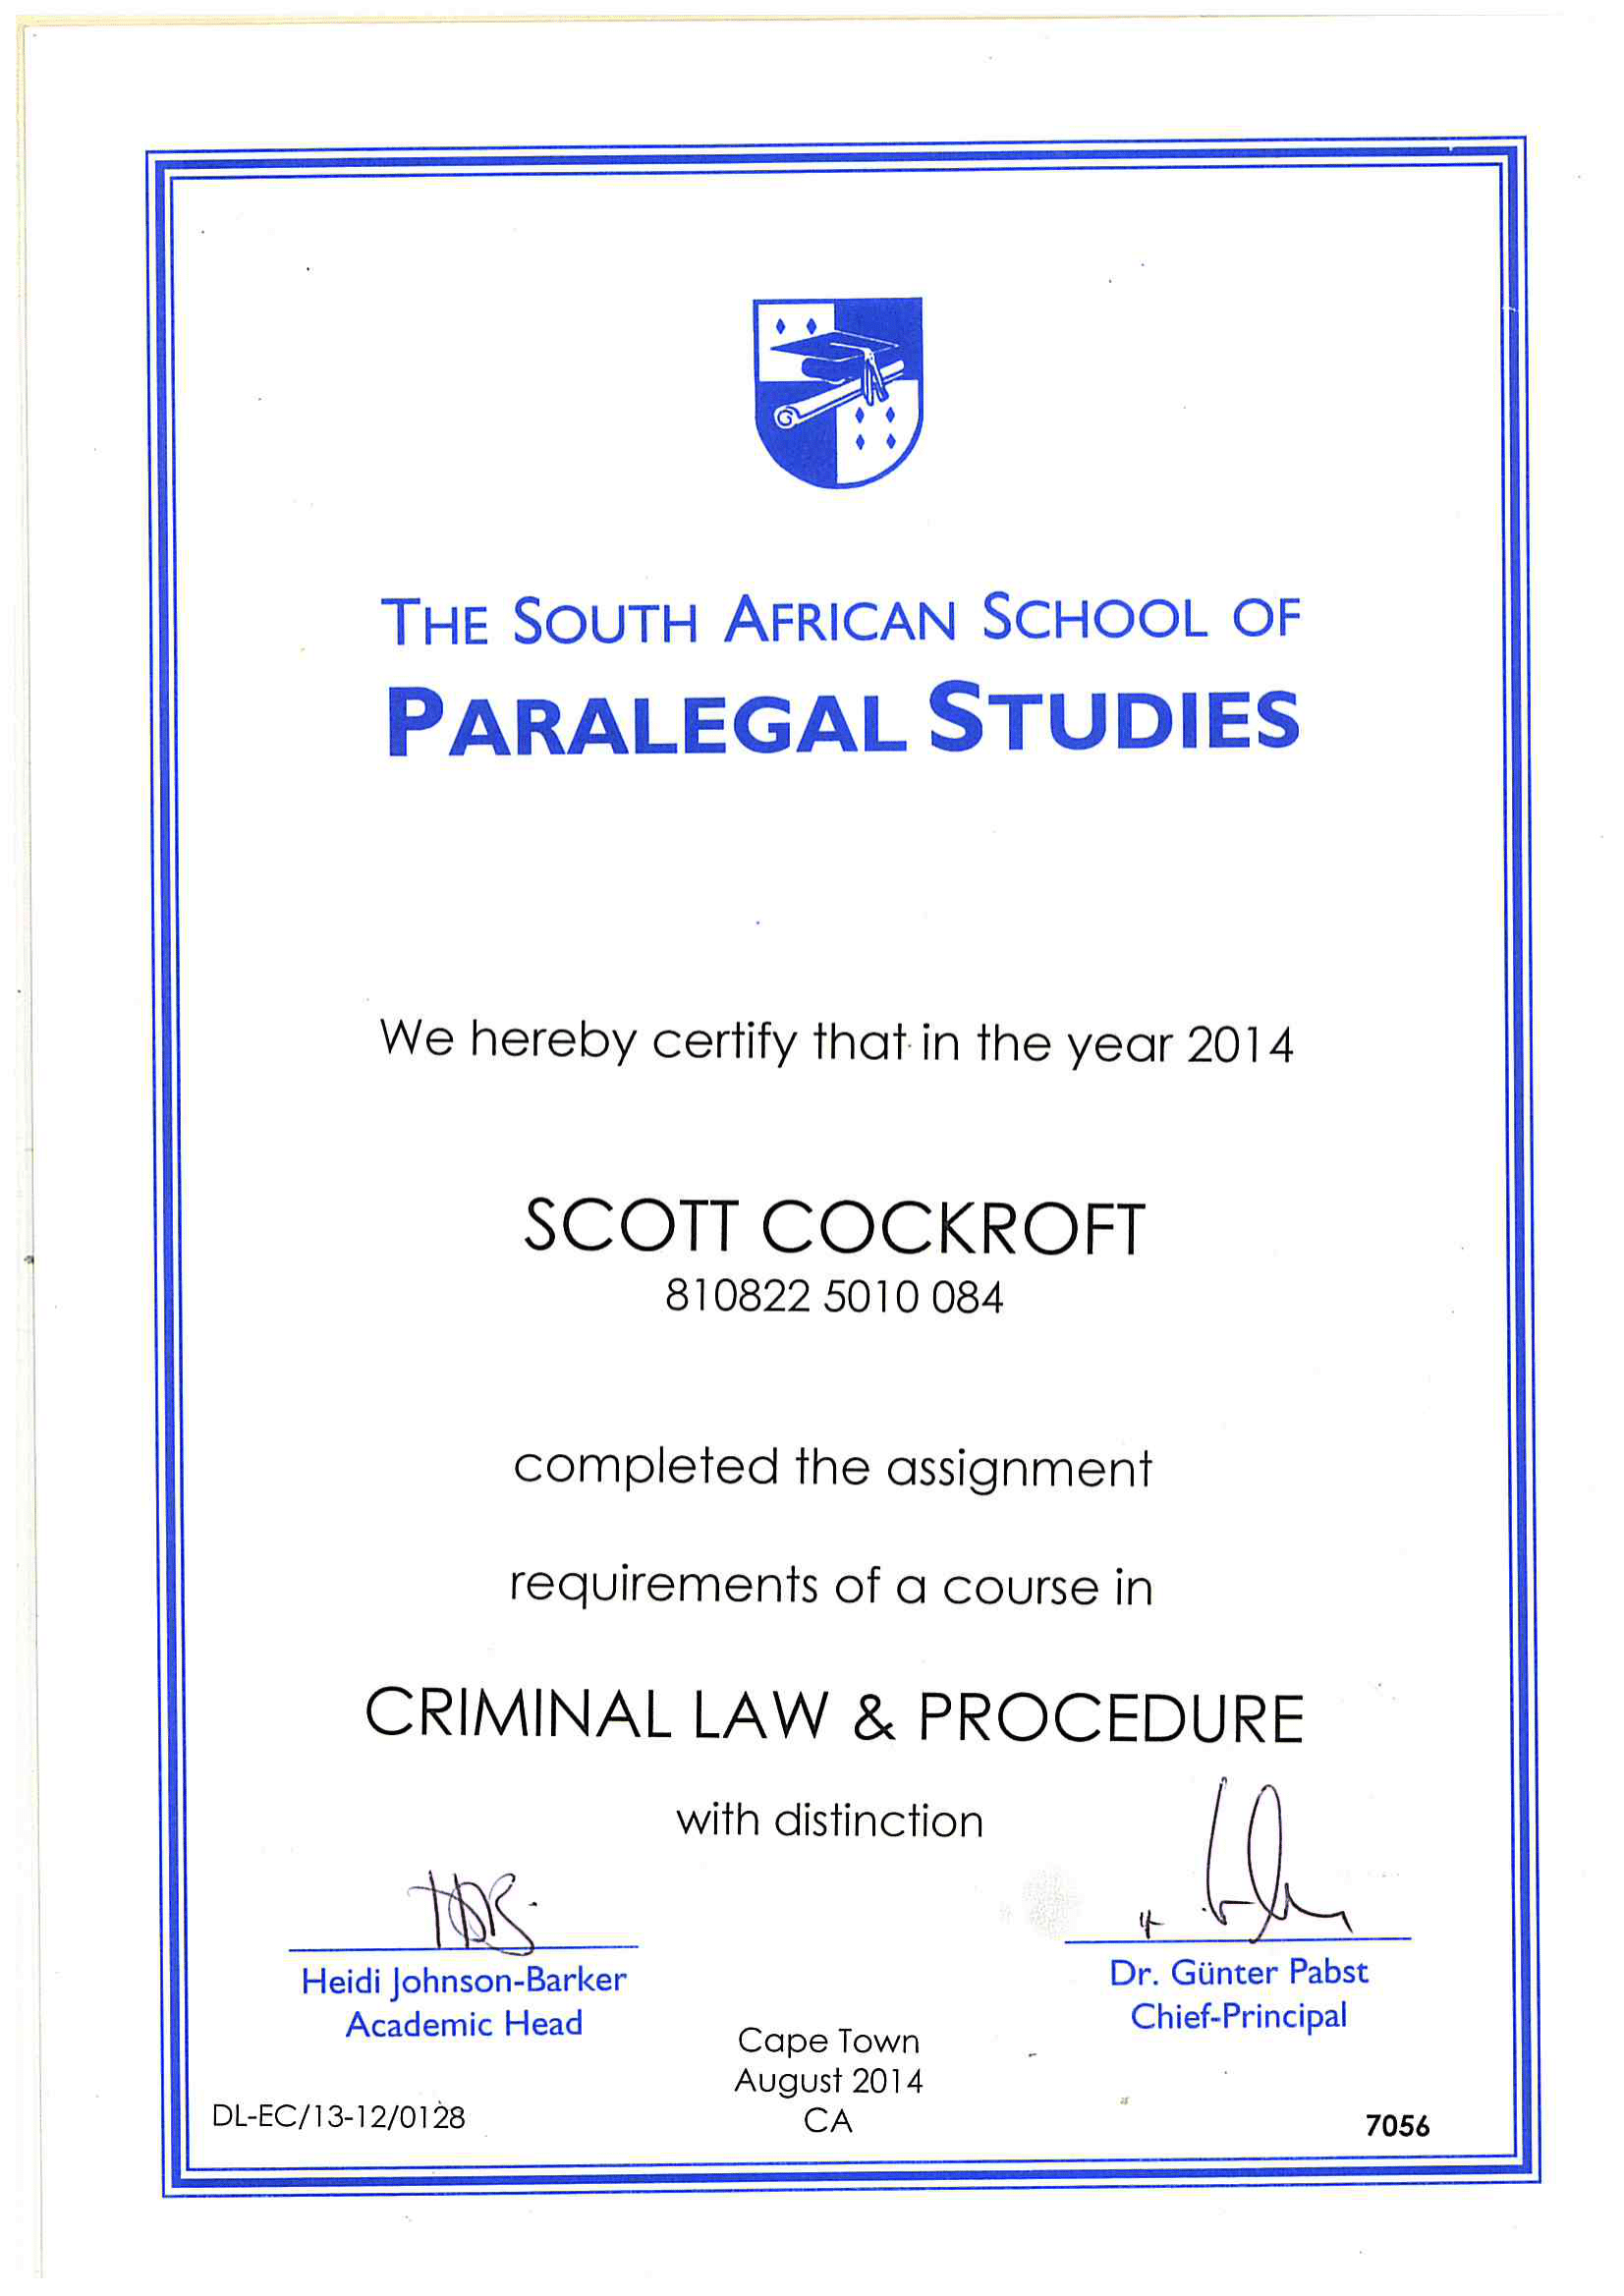 THE SOUTH AFRICAN SCHOOL OF
PARALEGAL STUDIES
We hereby certify that in the year 2014
SCOTT COCKROFT
810822 5010 084
completed the assignment
requirements of a course in
CRIMINAL LAW & PROCEDURE
with distinction
Heidi Johnson-Barker
Academic Head
Dr. Günter Pabst
Chief-Principal
Cape Town
August 2014
CA
DL-EC/13-12/0128
7056